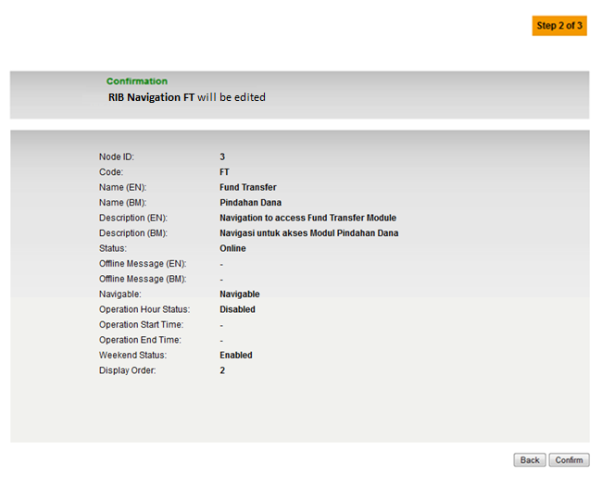 Step 2 of 3
Confirmation
RIB Navigation FT will be edited
Node ID: 3
Code: FT
Name (EN): Fund Transfer
Name (BM): Pindahan Dana
Description (EN): Navigation to access Fund Transfer Module
Description (BM): Navigasi untuk akses Modul Pindahan Dana
Status: Online
Offline Message (EN): -
Offline Message (BM): -
Navigable: Navigable
Operation Hour Status: Disabled
Operation Start Time: -
Operation End Time: -
Weekend Status: Enabled
Display Order: 2
Back Confirm